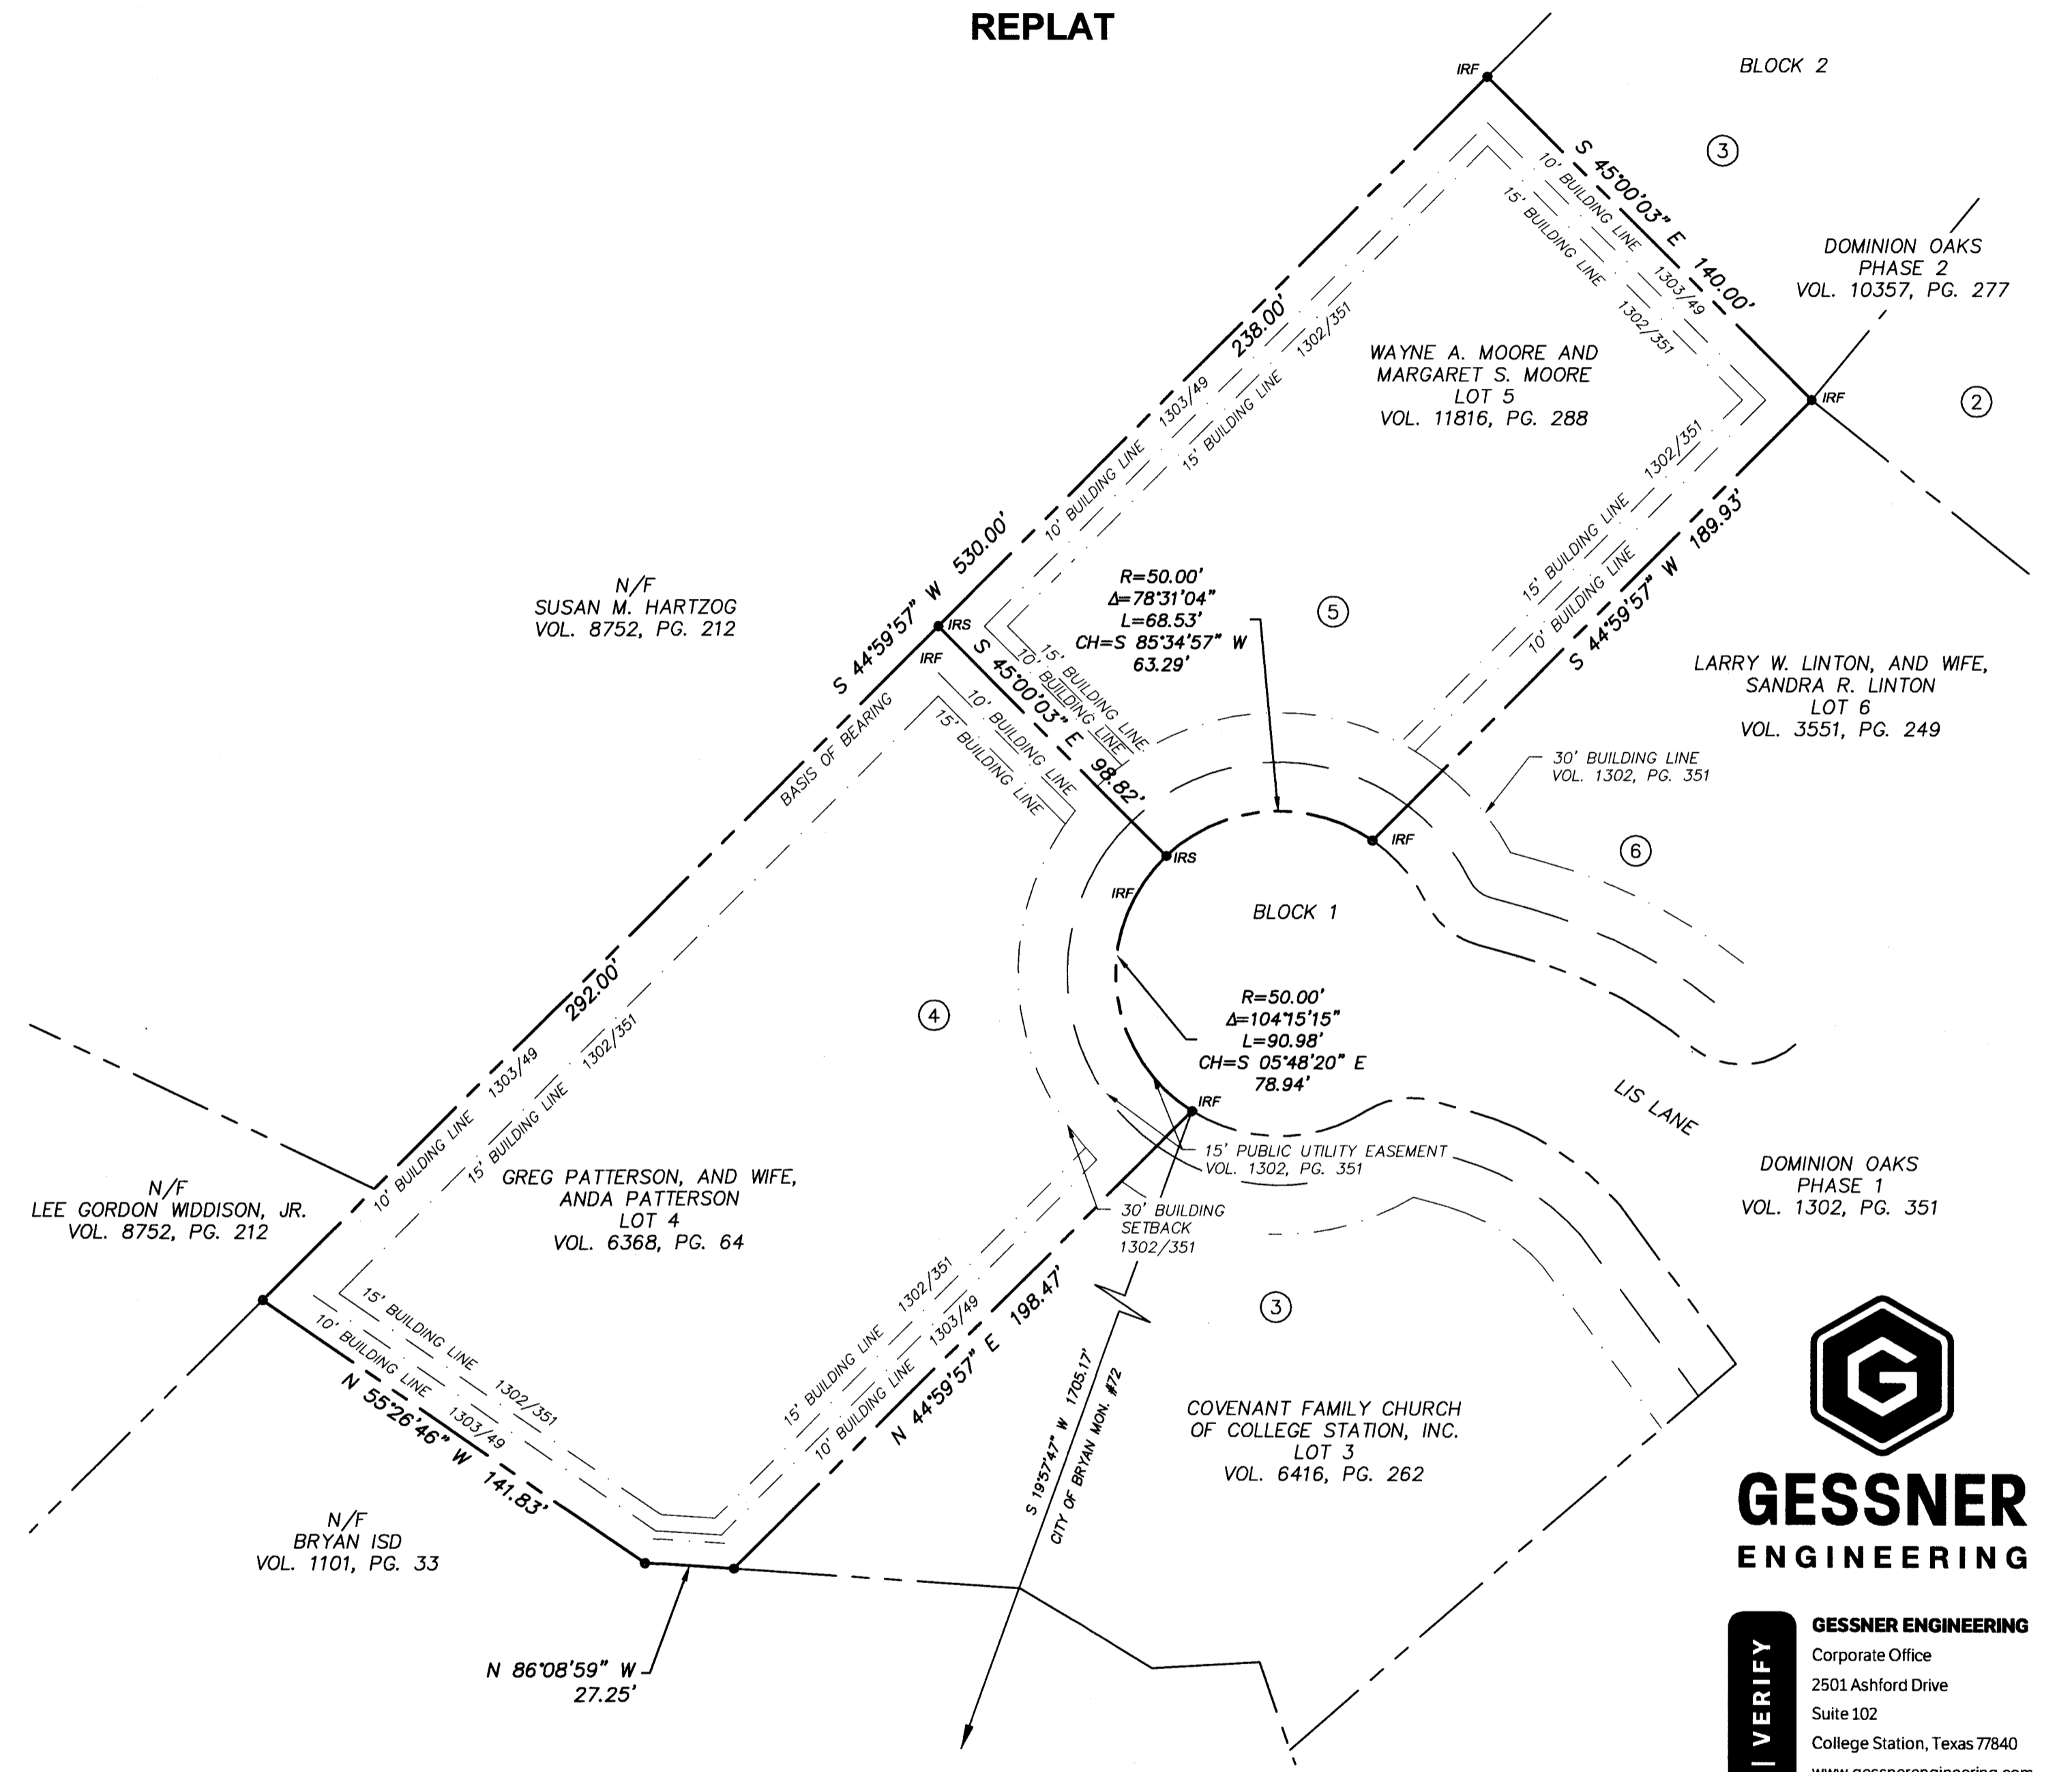 REPLAT
BLOCK 2
IRF
3
S 45°00'03" E 140.00'
10' BUILDING LINE 1303/49
15' BUILDING LINE 1302/351
DOMINION OAKS
PHASE 2
VOL. 10357, PG. 277
238.00'
WAYNE A. MOORE AND
MARGARET S. MOORE
LOT 5
VOL. 11816, PG. 288
IRF
2
10' BUILDING LINE 1303/49
15' BUILDING LINE 1302/351
15' BUILDING LINE 1302/351
10' BUILDING LINE
S 44°59'57" W 189.93'
S 44°59'57" W 530.00'
BASIS OF BEARING
N/F
SUSAN M. HARTZOG
VOL. 8752, PG. 212
R=50.00'
Δ=78°31'04"
L=68.53'
CH=S 85°34'57" W
63.29'
5
IRS
IRF
S 45°00'03" E 98.82'
15' BUILDING LINE
10' BUILDING LINE
10' BUILDING LINE
15' BUILDING LINE
LARRY W. LINTON, AND WIFE,
SANDRA R. LINTON
LOT 6
VOL. 3551, PG. 249
30' BUILDING LINE
VOL. 1302, PG. 351
IRF
IRS
6
IRF
BLOCK 1
292.00'
4
R=50.00'
Δ=104°15'15"
L=90.98'
CH=S 05°48'20" E
78.94'
10' BUILDING LINE 1303/49
15' BUILDING LINE 1302/351
LIS LANE
IRF
15' PUBLIC UTILITY EASEMENT
VOL. 1302, PG. 351
DOMINION OAKS
PHASE 1
VOL. 1302, PG. 351
N/F
LEE GORDON WIDDISON, JR.
VOL. 8752, PG. 212
GREG PATTERSON, AND WIFE,
ANDA PATTERSON
LOT 4
VOL. 6368, PG. 64
30' BUILDING
SETBACK
1302/351
15' BUILDING LINE 1302/351
10' BUILDING LINE 1303/49
N 55°26'46" W 141.83'
15' BUILDING LINE 1302/351
10' BUILDING LINE 1303/49
N 44°59'57" E 198.47'
3
S 19°57'47" W 1705.17'
CITY OF BRYAN MON. #72
COVENANT FAMILY CHURCH
OF COLLEGE STATION, INC.
LOT 3
VOL. 6416, PG. 262
N/F
BRYAN ISD
VOL. 1101, PG. 33
N 86°08'59" W
27.25'
G
GESSNER
ENGINEERING
| VERIFY
GESSNER ENGINEERING
Corporate Office
2501 Ashford Drive
Suite 102
College Station, Texas 77840